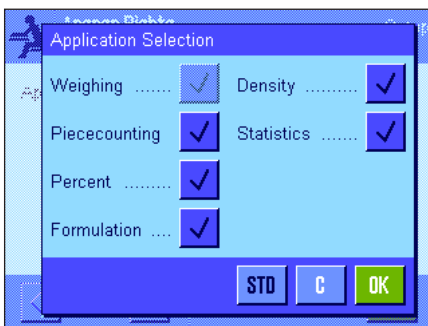 Application Selection
Weighing .......
Density ..........
Piececounting
Statistics .......
Percent .........
Formulation ....
STD C OK